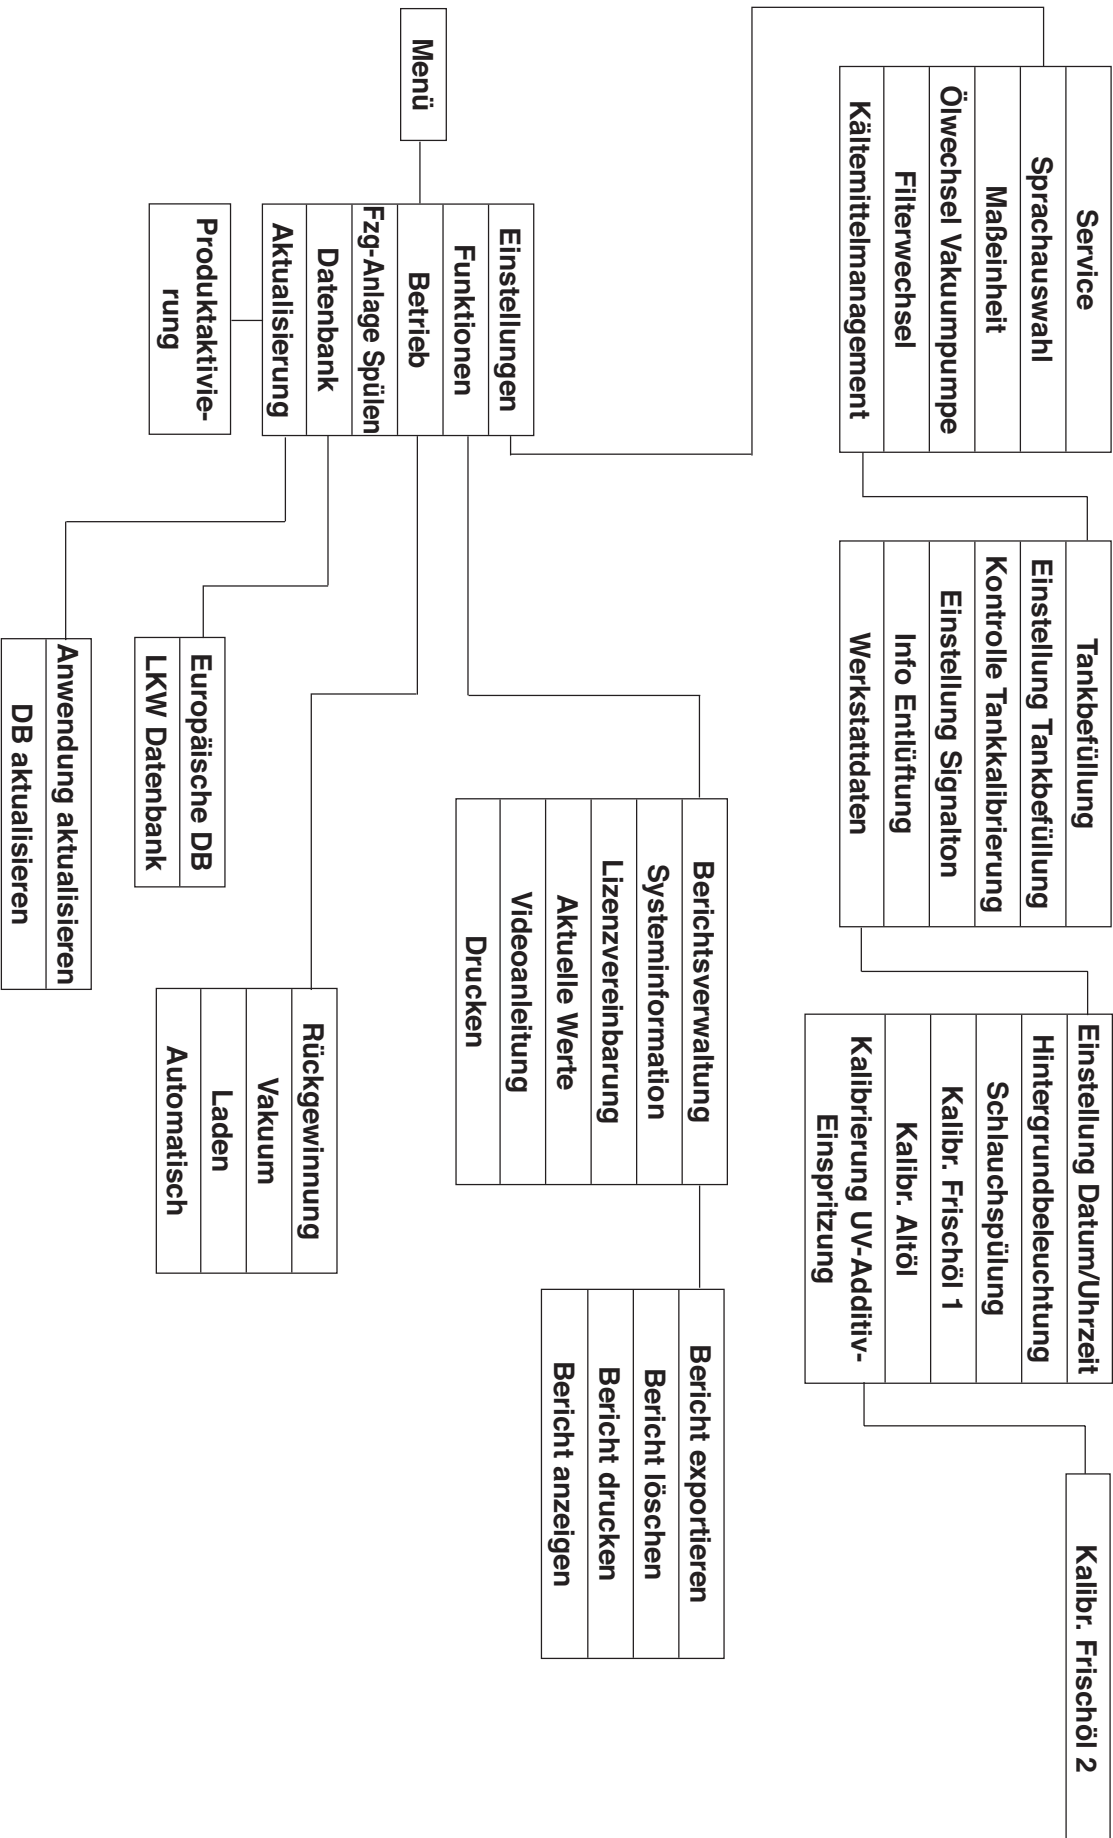 Menü
Einstellungen
Funktionen
Betrieb
Fzg-Anlage Spülen
Datenbank
Aktualisierung
Produktaktivie-
rung
Service
Sprachauswahl
Maßeinheit
Ölwechsel Vakuumpumpe
Filterwechsel
Kältemittelmanagement
Tankbefüllung
Einstellung Tankbefüllung
Kontrolle Tankkalibrierung
Einstellung Signalton
Info Entlüftung
Werkstattdaten
Einstellung Datum/Uhrzeit
Hintergrundbeleuchtung
Schlauchspülung
Kalibr. Frischöl 1
Kalibr. Altöl
Kalibrierung UV-Additiv-
Einspritzung
Kalibr. Frischöl 2
Berichtsverwaltung
Systeminformation
Lizenzvereinbarung
Aktuelle Werte
Videoanleitung
Drucken
Bericht exportieren
Bericht löschen
Bericht drucken
Bericht anzeigen
Rückgewinnung
Vakuum
Laden
Automatisch
Europäische DB
LKW Datenbank
Anwendung aktualisieren
DB aktualisieren